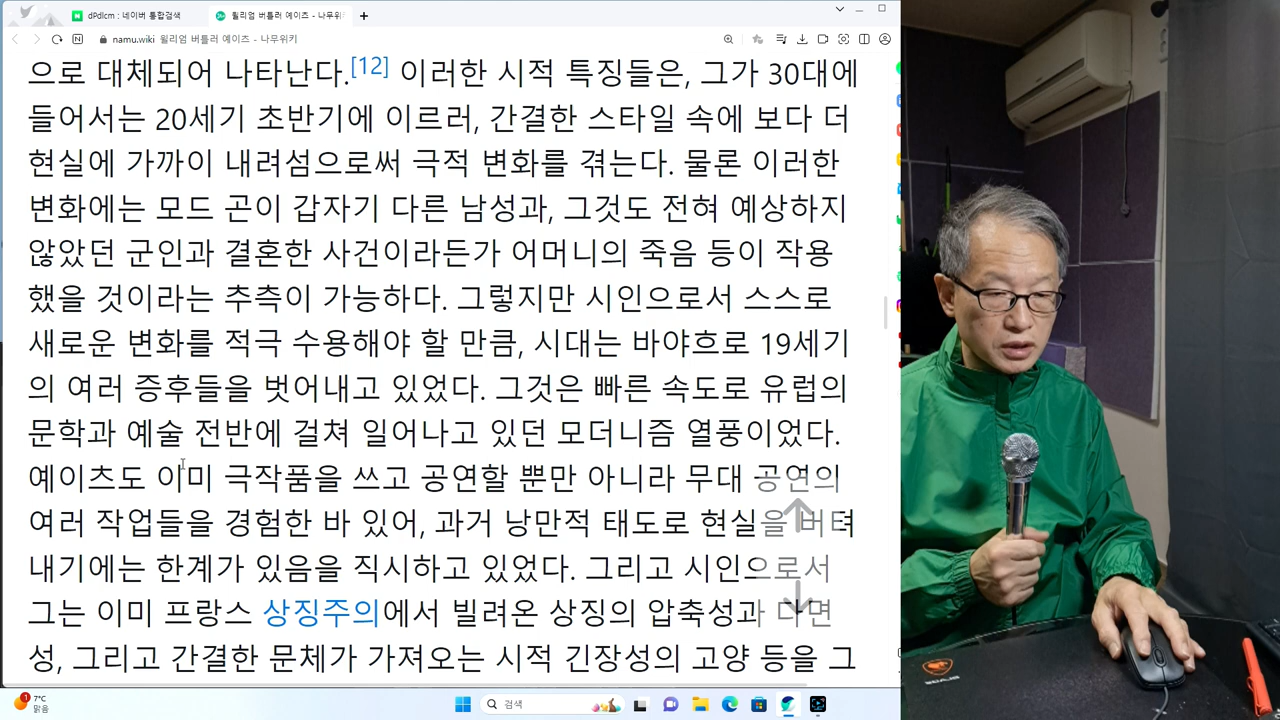 dPdlcm : 네이버 통합검색
윌리엄 버틀러 예이츠 - 나무위키
namu.wiki 윌리엄 버틀러 예이츠 - 나무위키
으로 대체되어 나타난다.[12] 이러한 시적 특징들은, 그가 30대에
들어서는 20세기 초반기에 이르러, 간결한 스타일 속에 보다 더
현실에 가까이 내려섬으로써 극적 변화를 겪는다. 물론 이러한
변화에는 모드 곤이 갑자기 다른 남성과, 그것도 전혀 예상하지
않았던 군인과 결혼한 사건이라든가 어머니의 죽음 등이 작용
했을 것이라는 추측이 가능하다. 그렇지만 시인으로서 스스로
새로운 변화를 적극 수용해야 할 만큼, 시대는 바야흐로 19세기
의 여러 증후들을 벗어내고 있었다. 그것은 빠른 속도로 유럽의
문학과 예술 전반에 걸쳐 일어나고 있던 모더니즘 열풍이었다.
예이츠도 이미 극작품을 쓰고 공연할 뿐만 아니라 무대 공연의
여러 작업들을 경험한 바 있어, 과거 낭만적 태도로 현실을 버텨
내기에는 한계가 있음을 직시하고 있었다. 그리고 시인으로서
그는 이미 프랑스 상징주의에서 빌려온 상징의 압축성과 다면
성, 그리고 간결한 문체가 가져오는 시적 긴장성의 고양 등을 그
1
7°C
맑음
검색